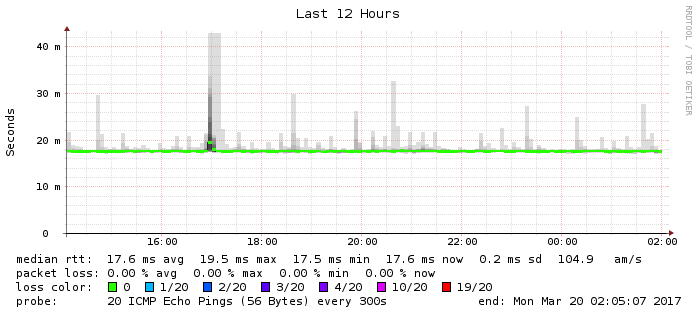 Last 12 Hours
RRDTOOL / TOBI OETIKER
Seconds
40 m
30 m
20 m
10 m
0
16:00 18:00 20:00 22:00 00:00 02:00
median rtt: 17.6 ms avg 19.5 ms max 17.5 ms min 17.6 ms now 0.2 ms sd 104.9 am/s
packet loss: 0.00 % avg 0.00 % max 0.00 % min 0.00 % now
loss color: 0 1/20 2/20 3/20 4/20 10/20 19/20
probe: 20 ICMP Echo Pings (56 Bytes) every 300s end: Mon Mar 20 02:05:07 2017